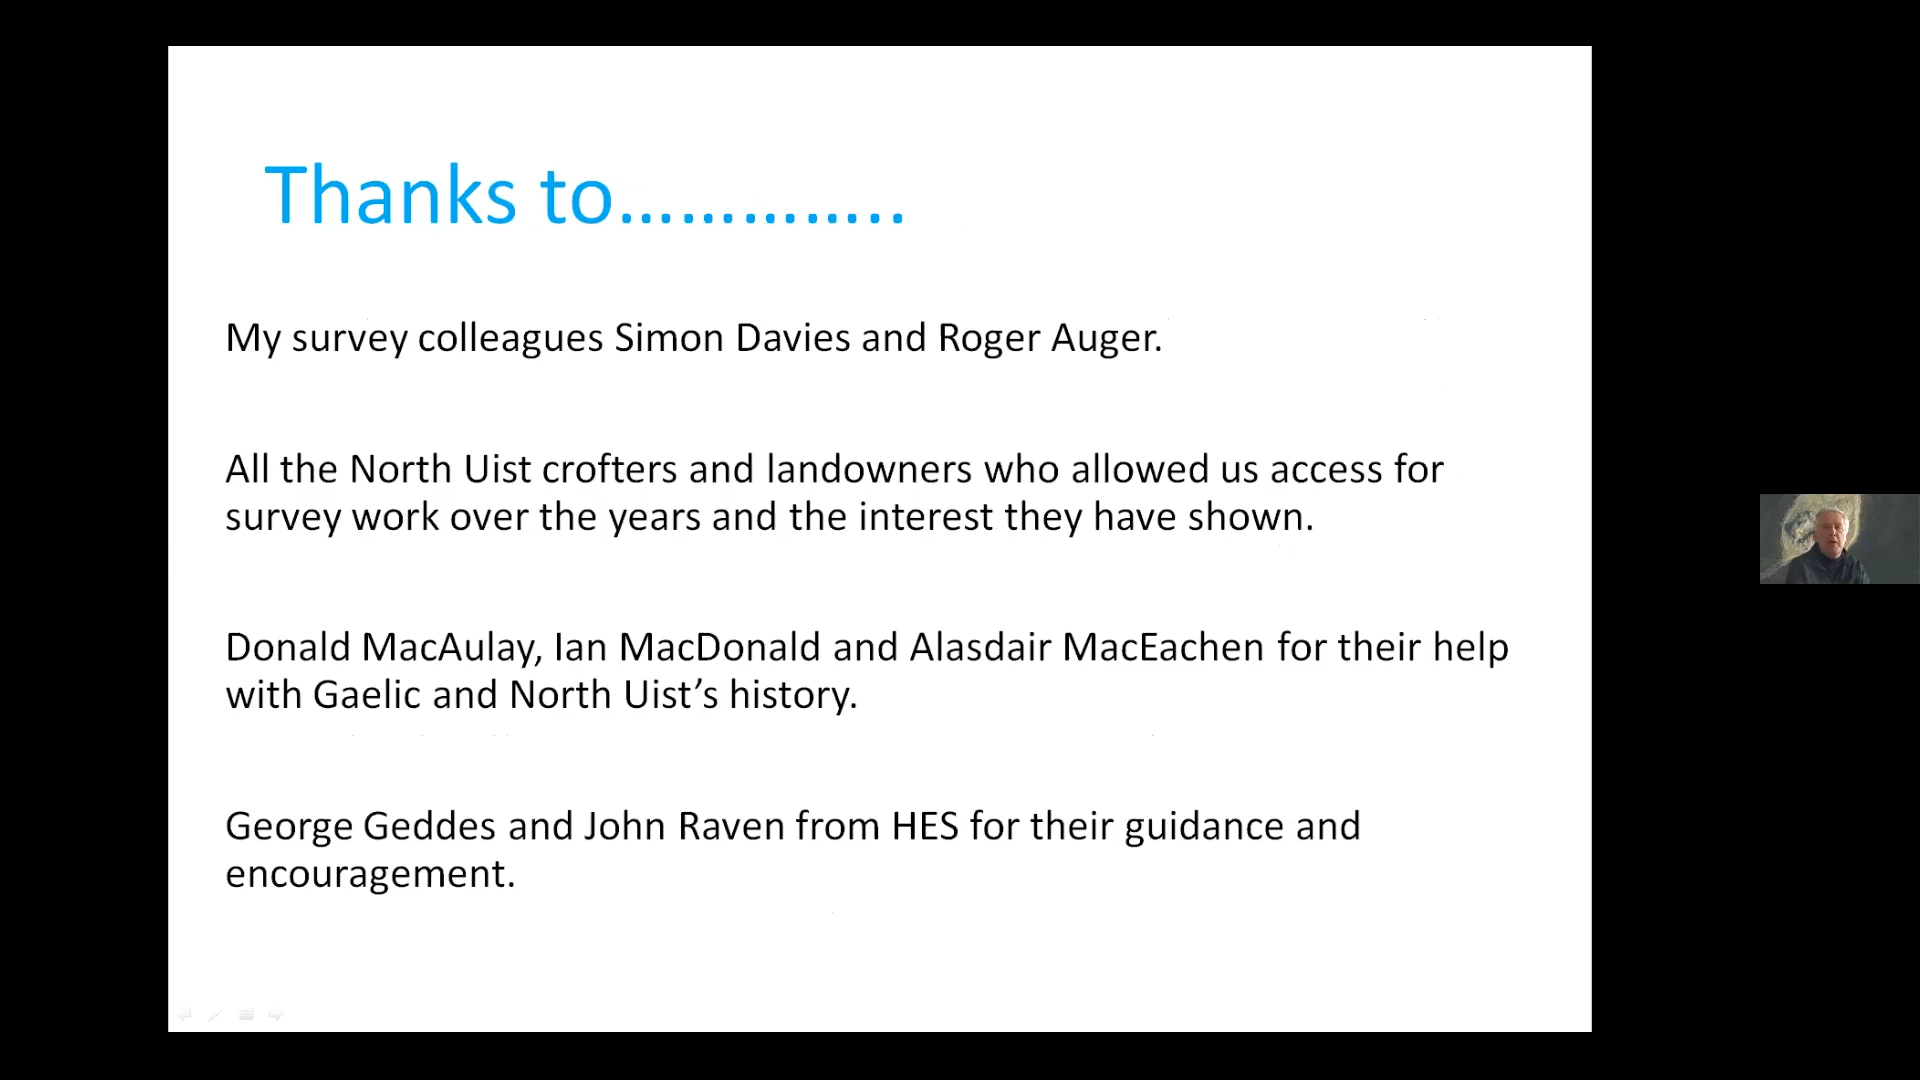 Thanks to…………..
My survey colleagues Simon Davies and Roger Auger.
All the North Uist crofters and landowners who allowed us access for
survey work over the years and the interest they have shown.
Donald MacAulay, Ian MacDonald and Alasdair MacEachen for their help
with Gaelic and North Uist’s history.
George Geddes and John Raven from HES for their guidance and
encouragement.